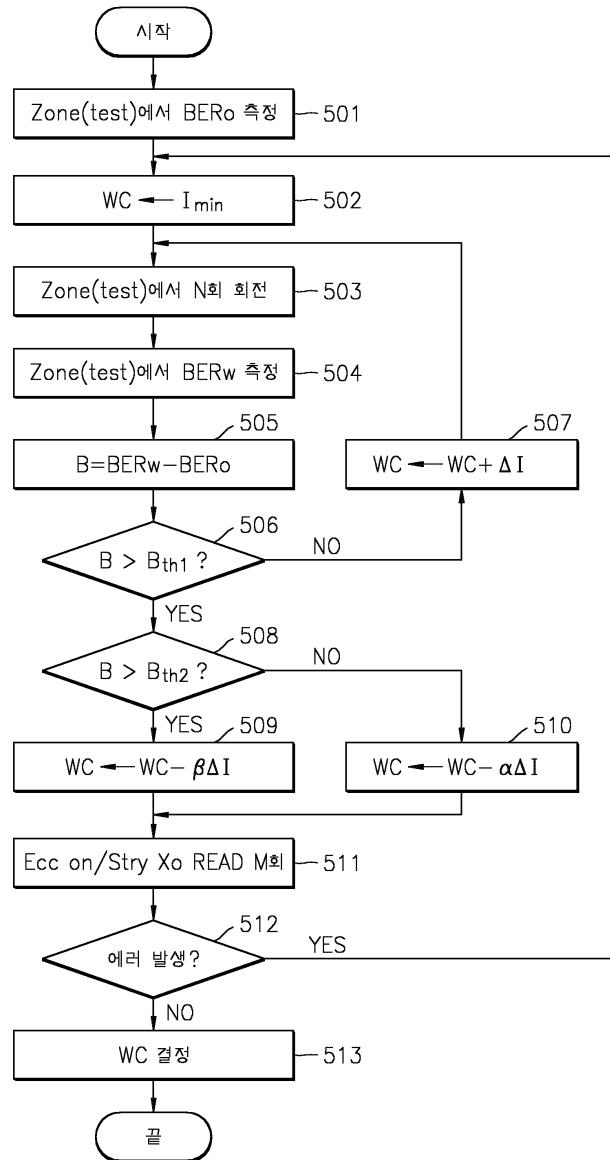 시작
Zone(test)에서 BERo 측정
501
WC ← Imin
502
Zone(test)에서 N회 회전
503
Zone(test)에서 BERw 측정
504
505
507
B=BERw−BERo
WC ← WC+ΔI
506
B > Bth1 ?
NO
YES
508
B > Bth2 ?
NO
YES
509
510
WC ← WC−βΔI
WC ← WC−αΔI
Ecc on/Stry Xo READ M회
511
512
에러 발생?
YES
NO
WC 결정
513
끝